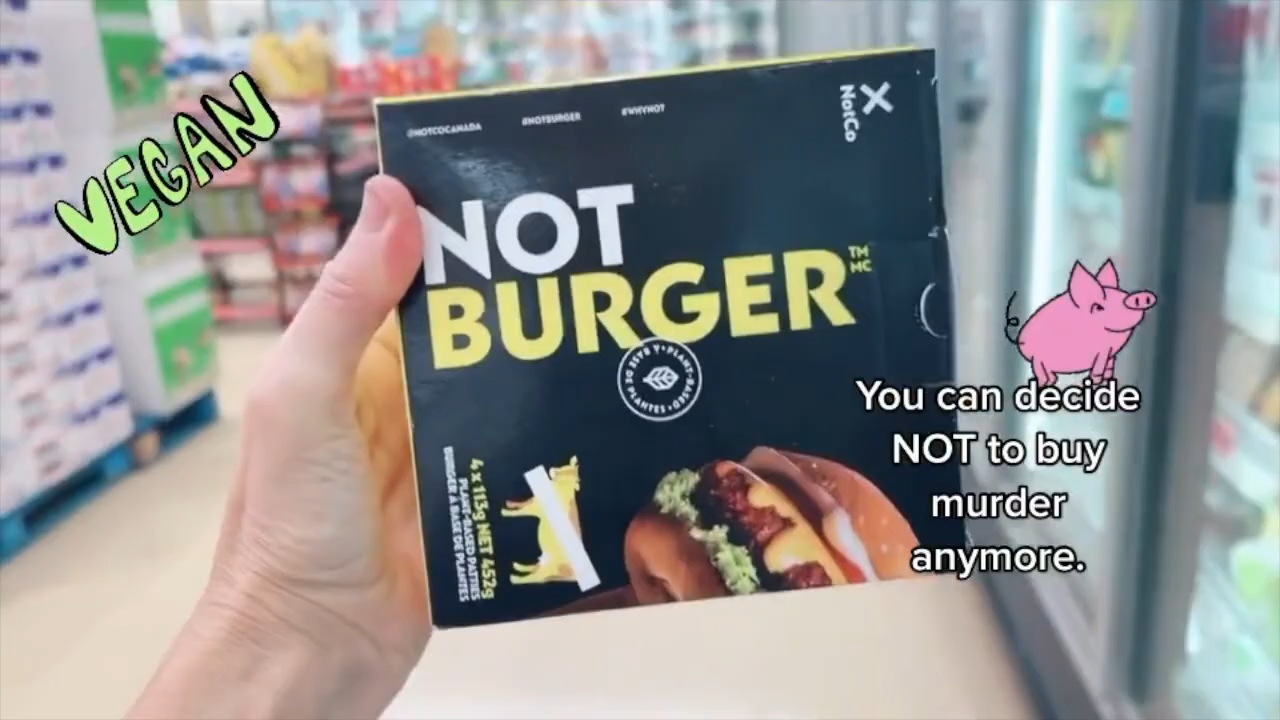 VEGAN
@NOTCOCANADA
#NOTBURGER
#WHYNOT
NotCo
NOT
BURGER
TM
MC
PLANT-BASED • À BASE DE PLANTES •
4 x 113g NET 452g
PLANT-BASED PATTIES
BURGER À BASE DE PLANTES
You can decide
NOT to buy
murder
anymore.